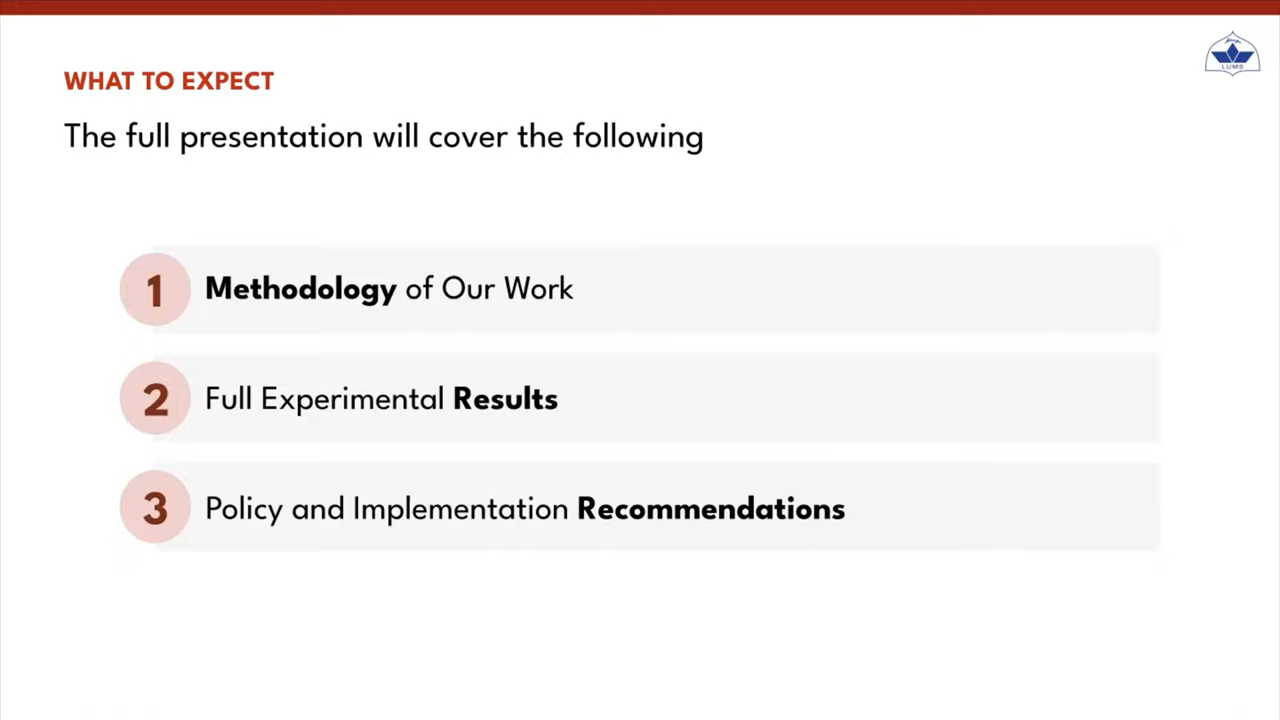 WHAT TO EXPECT
The full presentation will cover the following
1 Methodology of Our Work
2 Full Experimental Results
3 Policy and Implementation Recommendations
LUMS